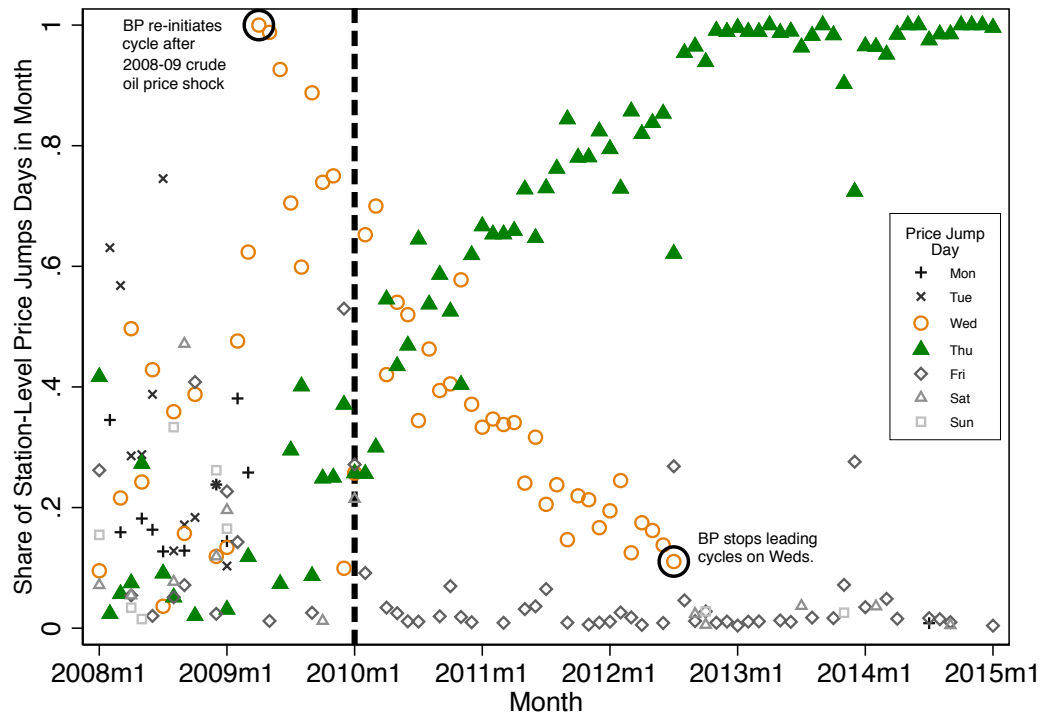 BP re-initiates
cycle after
2008-09 crude
oil price shock
Share of Station-Level Price Jumps Days in Month
1
.8
.6
.4
.2
0
Price Jump
Day
Mon
Tue
Wed
Thu
Fri
Sat
Sun
BP stops leading
cycles on Weds.
2008m1 2009m1 2010m1 2011m1 2012m1 2013m1 2014m1 2015m1
Month